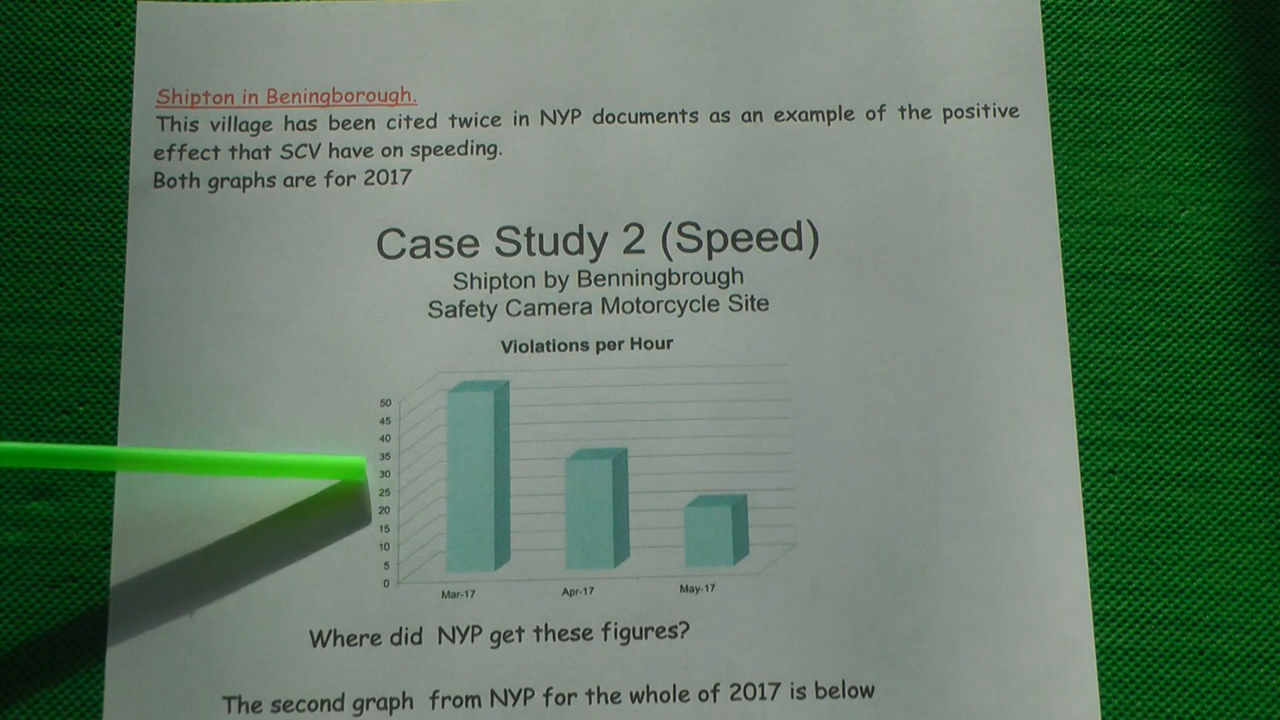 Shipton in Beningborough.
This village has been cited twice in NYP documents as an example of the positive
effect that SCV have on speeding.
Both graphs are for 2017
Case Study 2 (Speed)
Shipton by Benningbrough
Safety Camera Motorcycle Site
Violations per Hour
50
45
40
35
30
25
20
15
10
5
0
Mar-17 Apr-17 May-17
Where did NYP get these figures?
The second graph from NYP for the whole of 2017 is below